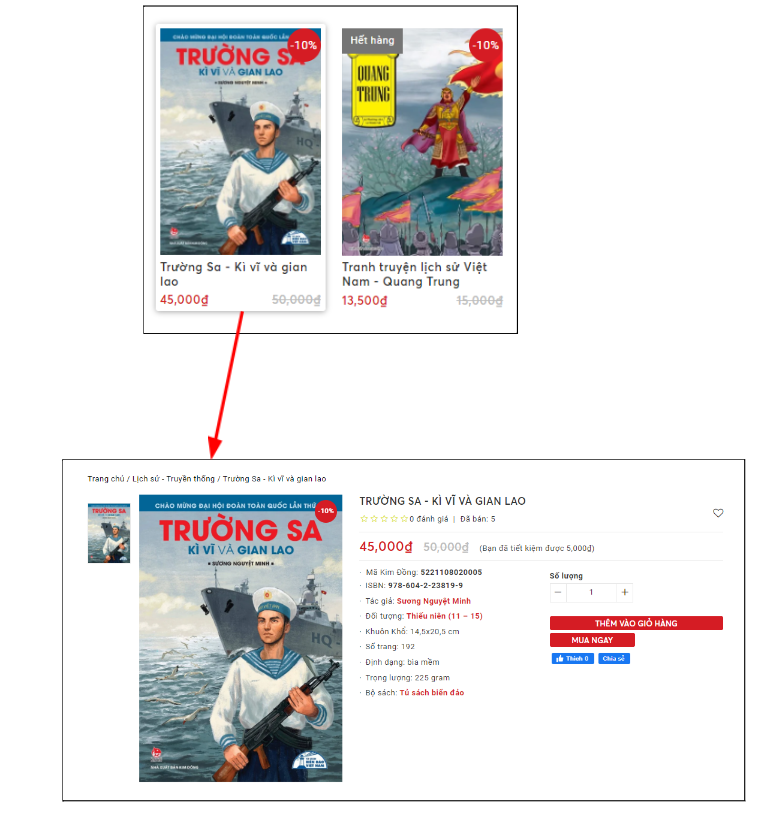 CHÀO MỪNG ĐẠI HỘI ĐOÀN TOÀN QUỐC LẦN
-10%
TRƯỜNG SA
KÌ VĨ VÀ GIAN LAO
SƯƠNG NGUYỆT MINH
HQ-
Hết hàng
-10%
QUANG
TRUNG
Trường Sa - Kì vĩ và gian
lao
45,000₫ 50,000₫
Tranh truyện lịch sử Việt
Nam - Quang Trung
13,500₫ 15,000₫
Trang chủ / Lịch sử - Truyền thống / Trường Sa - Kì vĩ và gian lao
CHÀO MỪNG ĐẠI HỘI ĐOÀN TOÀN QUỐC LẦN THỨ
-10%
TRƯỜNG SA
KÌ VĨ VÀ GIAN LAO
SƯƠNG NGUYỆT MINH
HQ-
NHÀ XUẤT BẢN KIM ĐỒNG
TRƯỜNG SA - KÌ VĨ VÀ GIAN LAO
0 đánh giá | Đã bán: 5
45,000₫ 50,000₫ (Bạn đã tiết kiệm được 5,000₫)
· Mã Kim Đồng: 5221108020005
· ISBN: 978-604-2-23819-9
· Tác giả: Sương Nguyệt Minh
· Đối tượng: Thiếu niên (11 – 15)
· Khuôn Khổ: 14,5x20,5 cm
· Số trang: 192
· Định dạng: bìa mềm
· Trọng lượng: 225 gram
· Bộ sách: Tủ sách biển đảo
Số lượng
− 1 +
THÊM VÀO GIỎ HÀNG
MUA NGAY
Thích 0 Chia sẻ